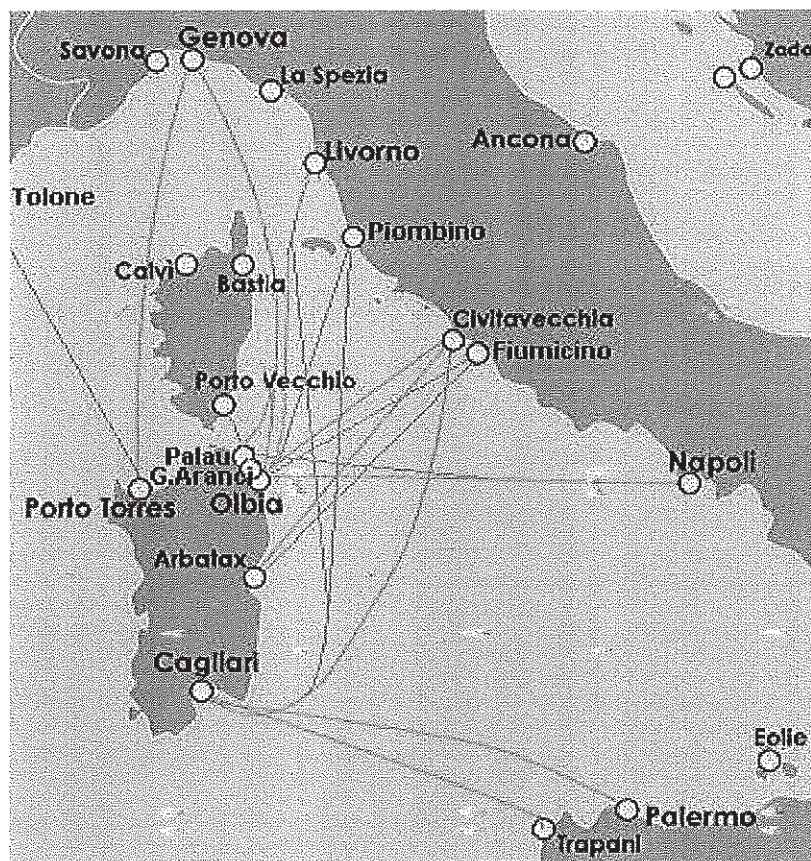 Savona
Genova
La Spezia
Zada
Ancona
Livorno
Tolone
Piombino
Calvi
Bastia
Civitavecchia
Fiumicino
Porto Vecchio
Palau
G.Aranci
Napoli
Porto Torres
Olbia
Arbatax
Cagliari
Eolie
Palermo
Trapani